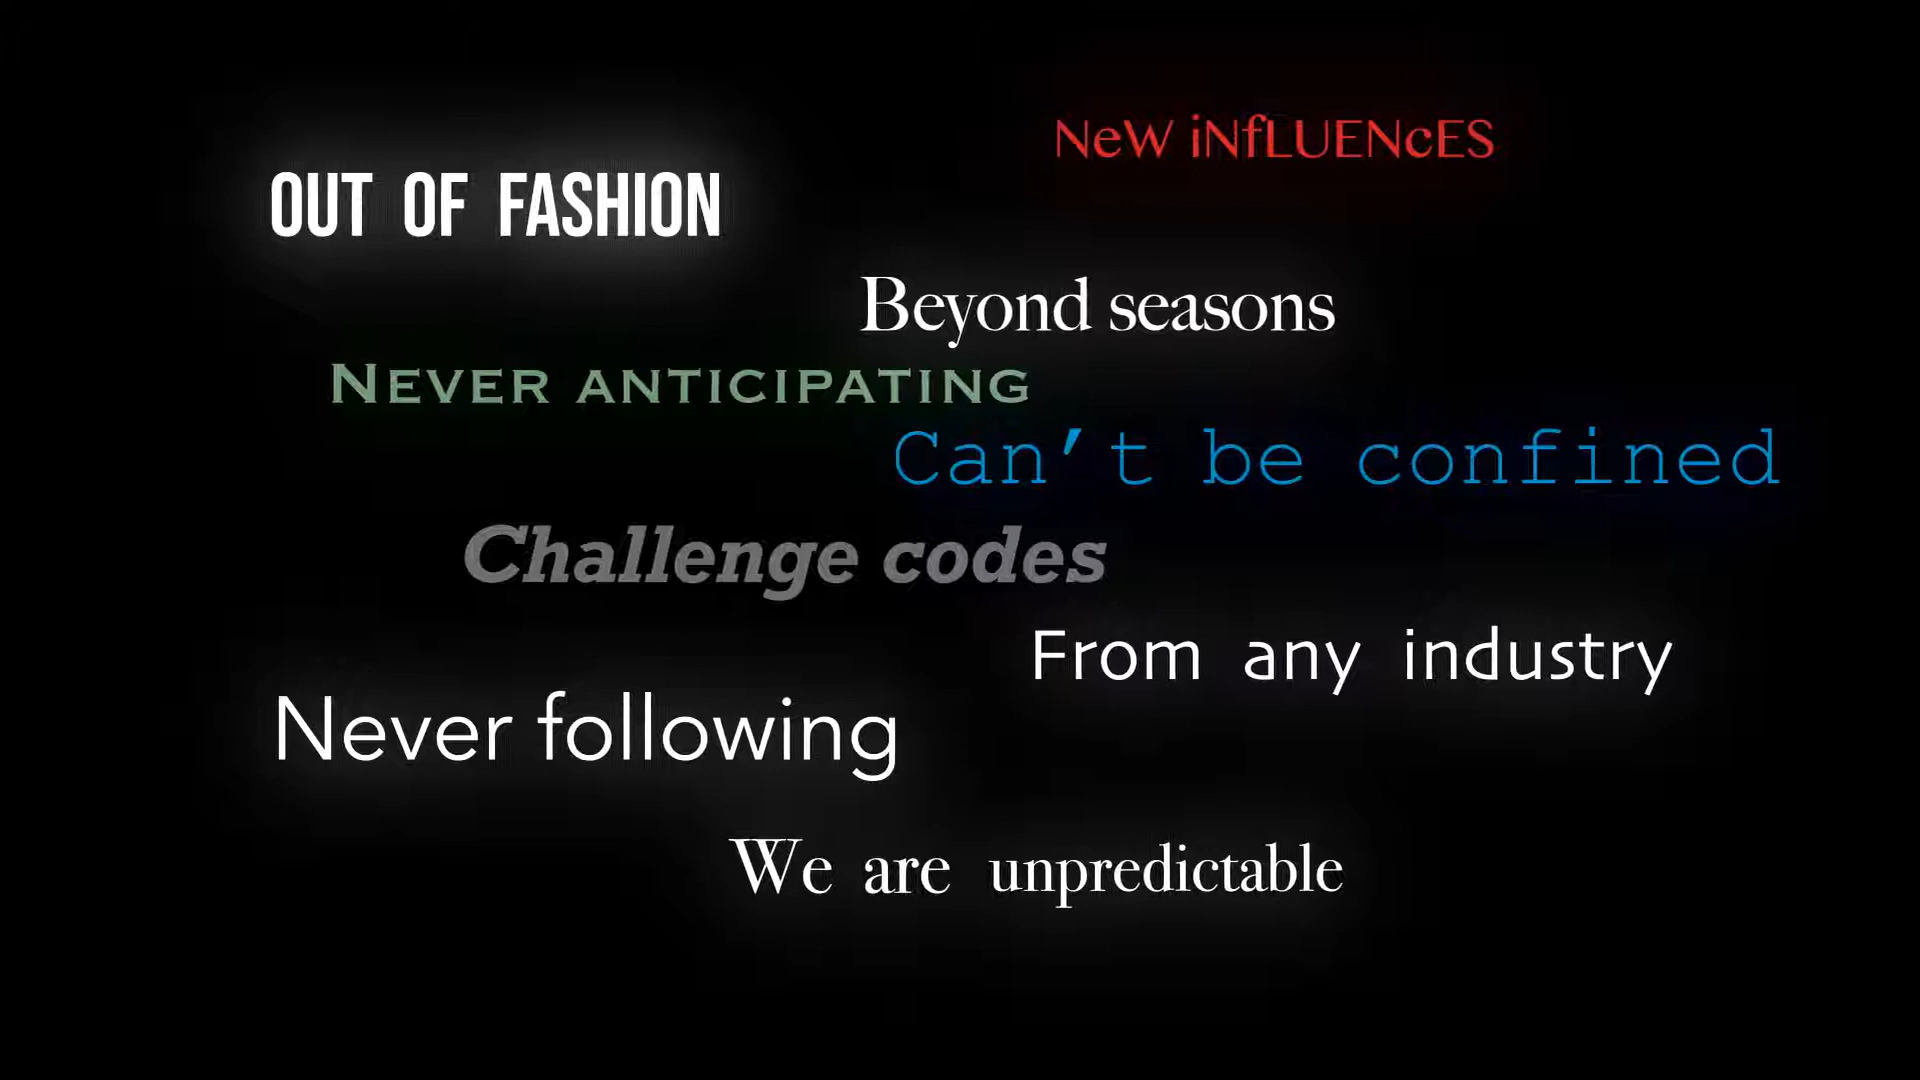 NeW iNfLUENcES
OUT OF FASHION
Beyond seasons
NEVER ANTICIPATING
Can't be confined
Challenge codes
From any industry
Never following
We are unpredictable